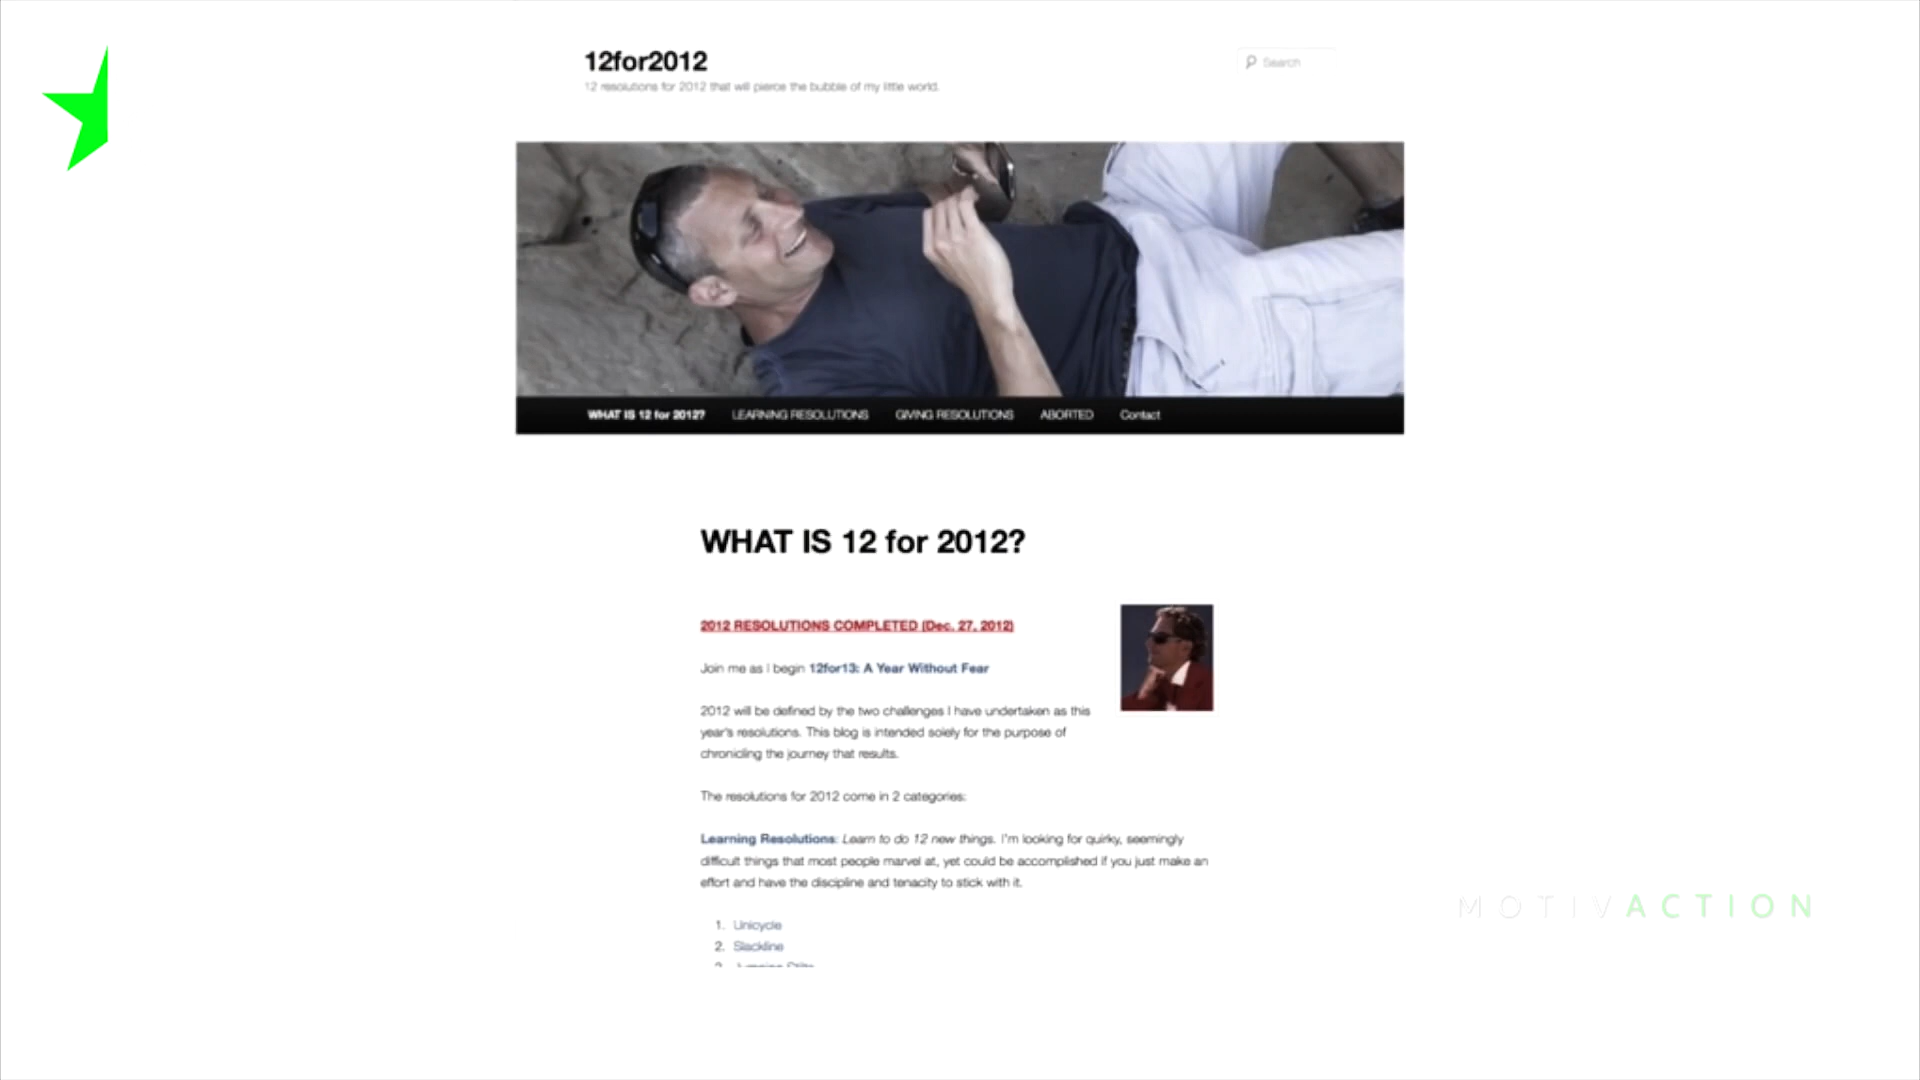 12for2012
12 resolutions for 2012 that will pierce the bubble of my little world.
Search
WHAT IS 12 for 2012? LEARNING RESOLUTIONS GIVING RESOLUTIONS ABORTED Contact
WHAT IS 12 for 2012?
2012 RESOLUTIONS COMPLETED (Dec. 27, 2012)
Join me as I begin 12for13: A Year Without Fear
2012 will be defined by the two challenges I have undertaken as this
year's resolutions. This blog is intended solely for the purpose of
chronicling the journey that results.
The resolutions for 2012 come in 2 categories:
Learning Resolutions: Learn to do 12 new things. I'm looking for quirky, seemingly
difficult things that most people marvel at, yet could be accomplished if you just make an
effort and have the discipline and tenacity to stick with it.
1. Unicycle
2. Slackline
MOTIVACTION